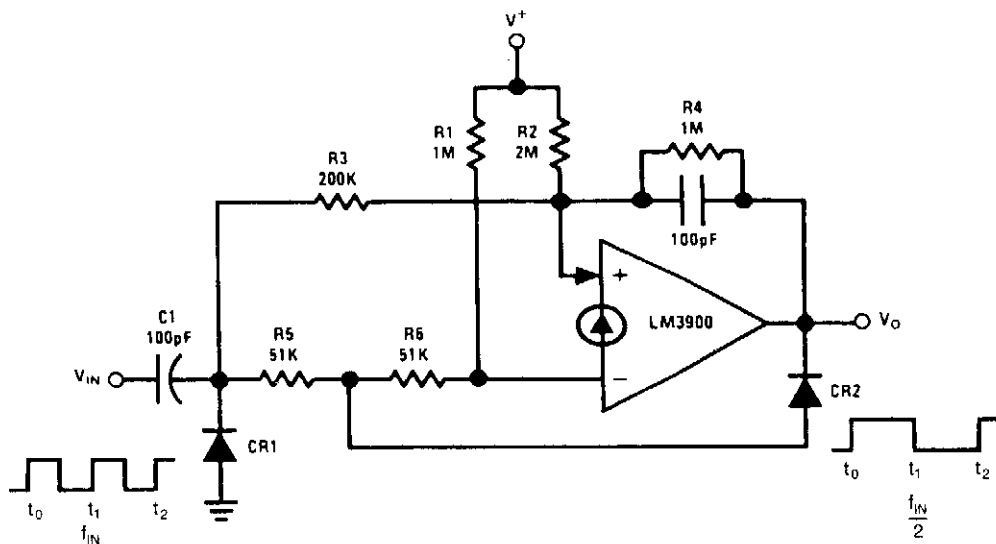 V+
R4
1M
R1
1M
R2
2M
R3
200K
100pF
+
LM3900
VO
C1
100pF
R5
51K
R6
51K
VIN
−
CR2
CR1
t0 t1 t2
fIN
t0 t1 t2
fIN
2